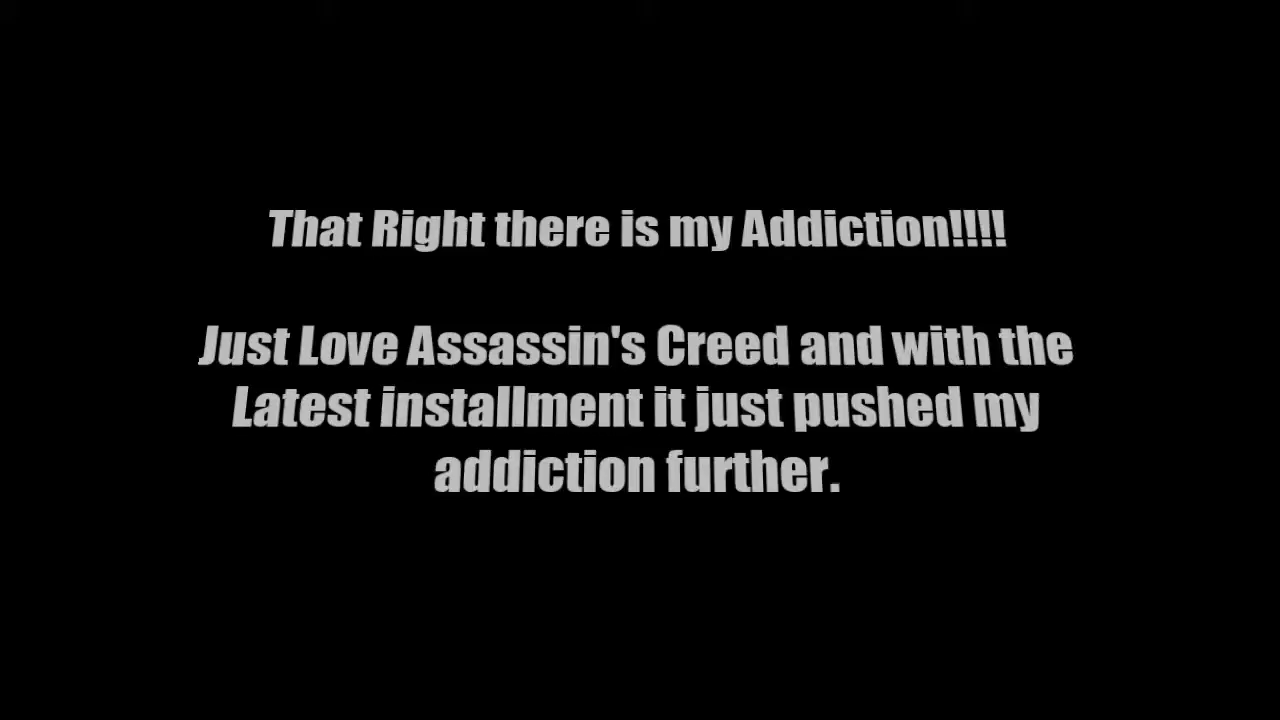 That Right there is my Addiction!!!!
Just Love Assassin's Creed and with the
Latest installment it just pushed my
addiction further.